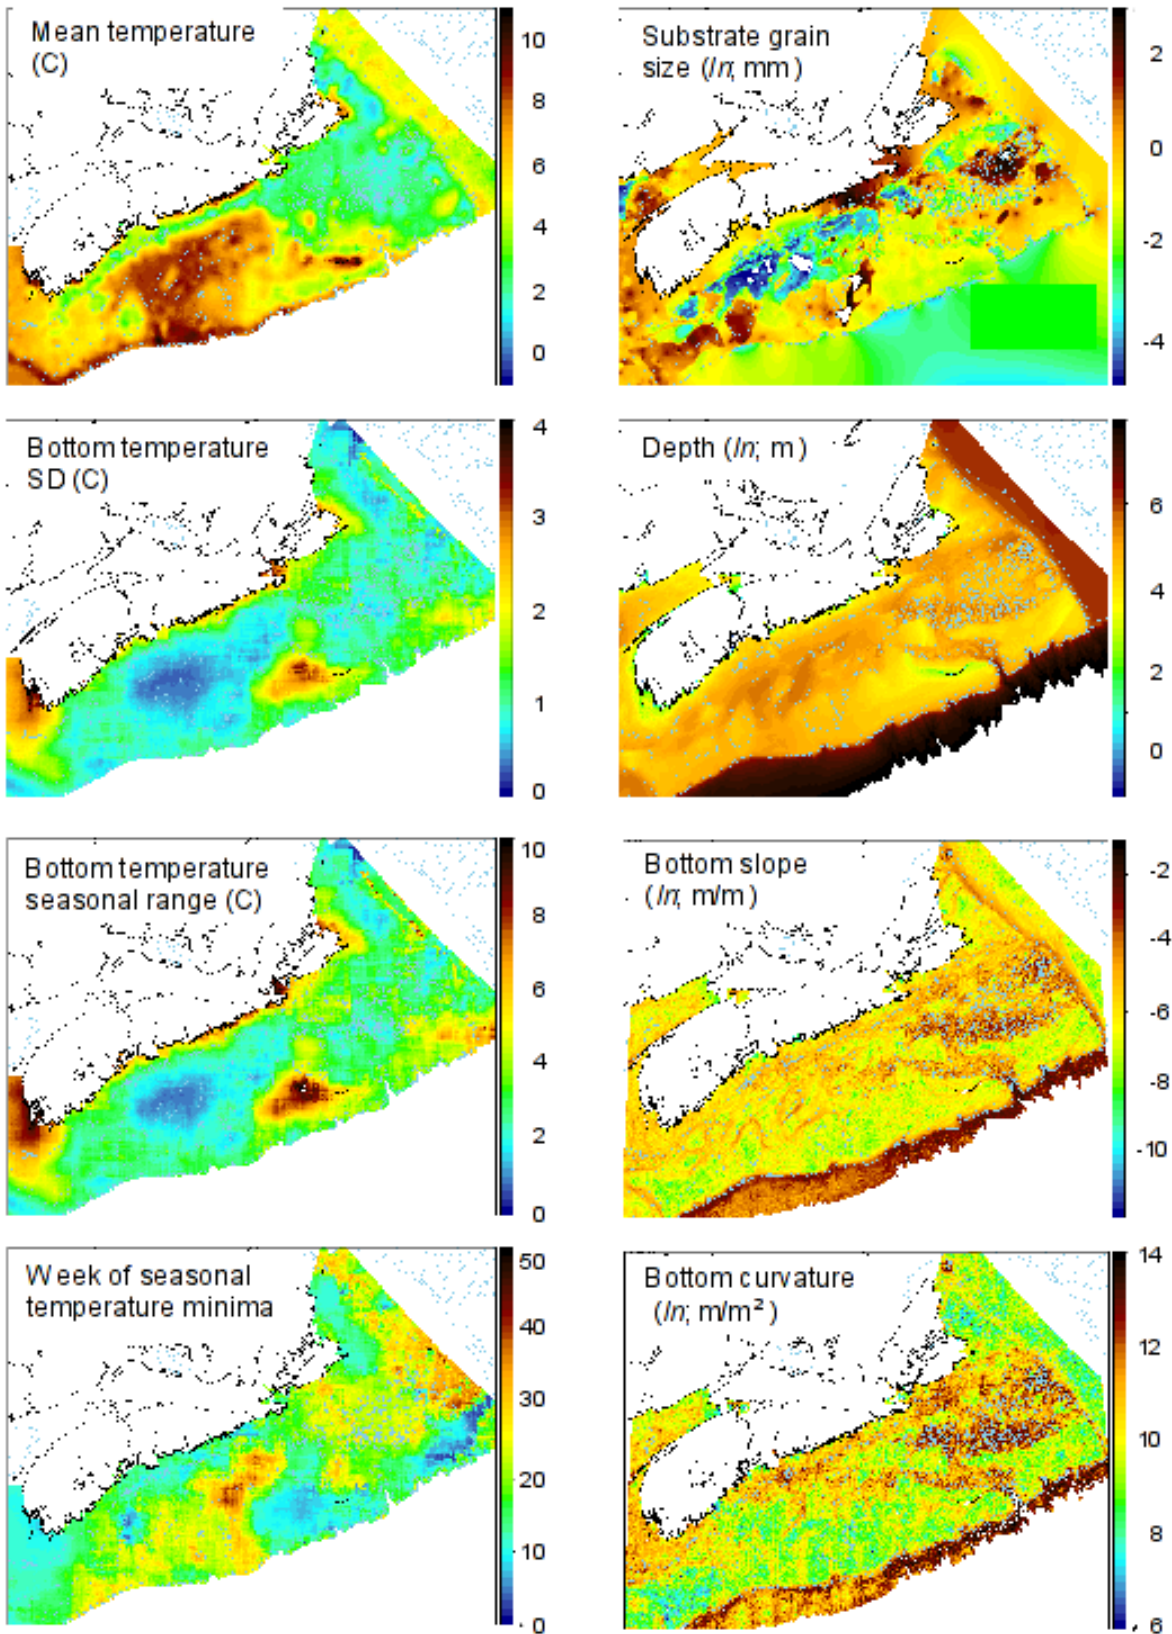 Mean temperature
(C)
10
8
6
4
2
0
Substrate grain
size (ln; mm)
2
0
-2
-4
Bottom temperature
SD (C)
4
3
2
1
0
Depth (ln; m)
6
4
2
0
Bottom temperature
seasonal range (C)
10
8
6
4
2
0
Bottom slope
(ln; m/m)
-2
-4
-6
-8
-10
Week of seasonal
temperature minima
50
40
30
20
10
0
Bottom curvature
(ln; m/m²)
14
12
10
8
6